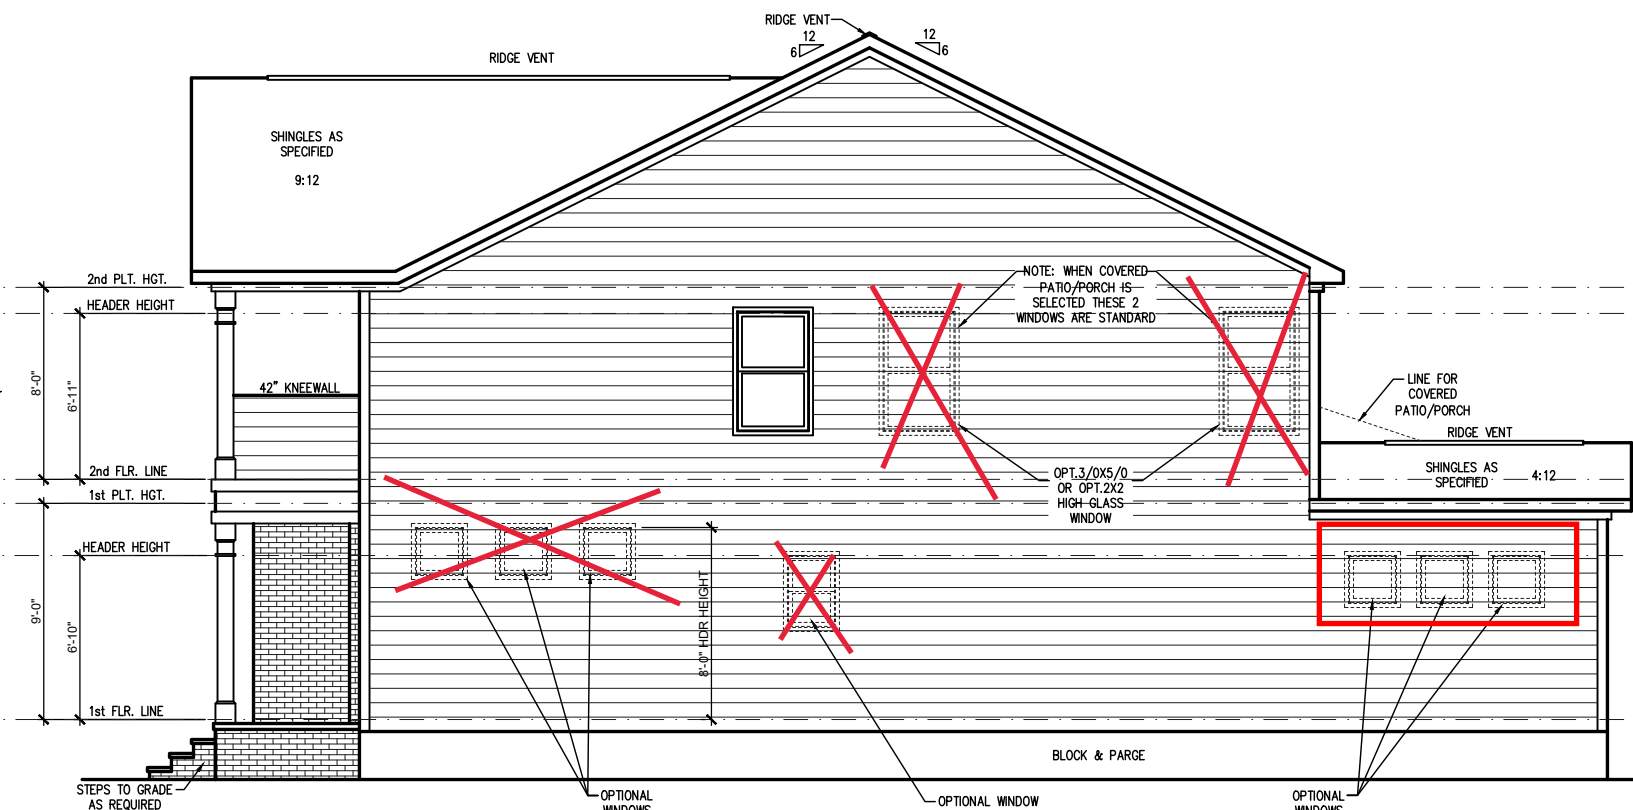 RIDGE VENT
12
6
12
6
RIDGE VENT
SHINGLES AS
SPECIFIED
9:12
2nd PLT. HGT.
HEADER HEIGHT
8'-0"
6'-11"
42" KNEEWALL
2nd FLR. LINE
1st PLT. HGT.
HEADER HEIGHT
9'-0"
6'-10"
1st FLR. LINE
NOTE: WHEN COVERED
PATIO/PORCH IS
SELECTED THESE 2
WINDOWS ARE STANDARD
OPT.3/0X5/0
OR OPT.2X2
HIGH GLASS
WINDOW
LINE FOR
COVERED
PATIO/PORCH
RIDGE VENT
SHINGLES AS
SPECIFIED
4:12
8'-0" HDR HEIGHT
BLOCK & PARGE
STEPS TO GRADE
AS REQUIRED
OPTIONAL
WINDOWS
OPTIONAL WINDOW
OPTIONAL
WINDOWS